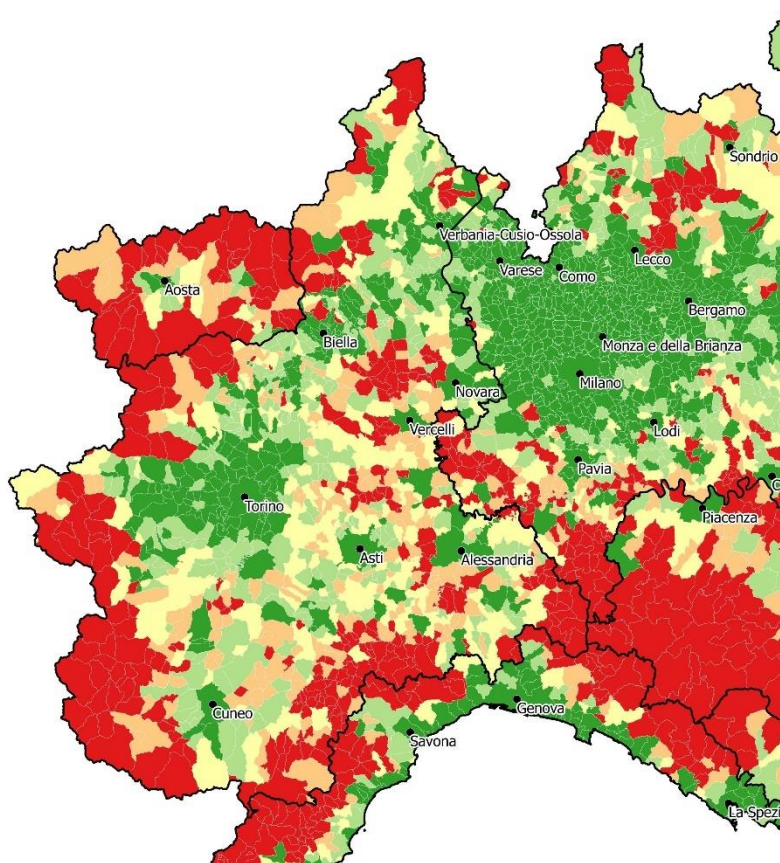 Sondrio
Verbania-Cusio-Ossola
Lecco
Varese
Como
Aosta
Bergamo
Biella
Monza e della Brianza
Milano
Novara
Vercelli
Lodi
Pavia
C
Torino
Piacenza
Asti
Alessandria
Cuneo
Genova
Savona
La Spezi